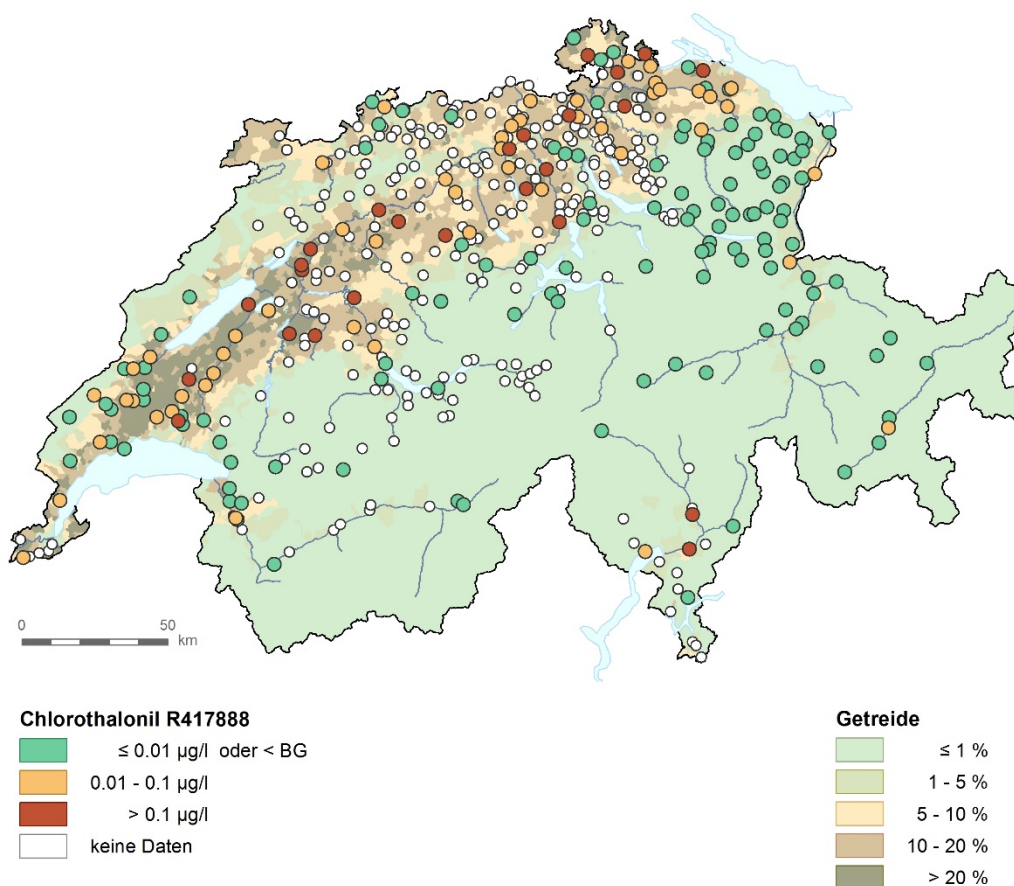 0 50
km
Chlorothalonil R417888
≤ 0.01 µg/l oder < BG
0.01 - 0.1 µg/l
> 0.1 µg/l
keine Daten
Getreide
≤ 1 %
1 - 5 %
5 - 10 %
10 - 20 %
> 20 %